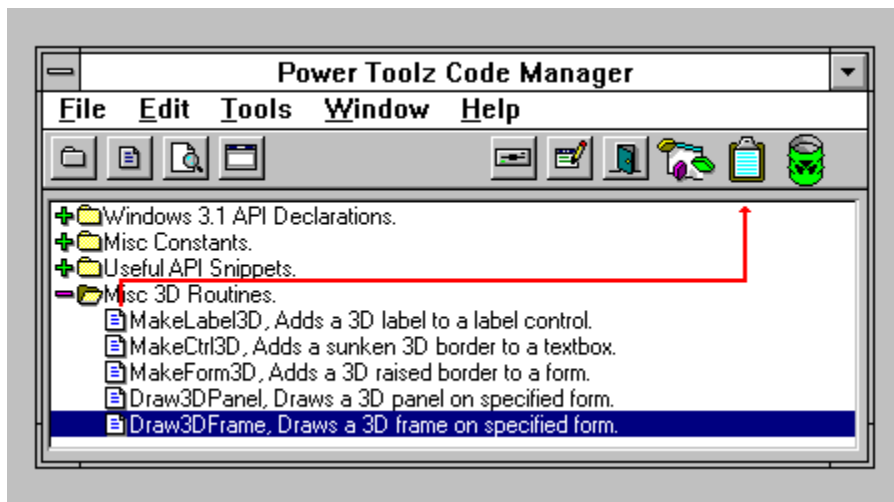 Power Toolz Code Manager
File Edit Tools Window Help
Windows 3.1 API Declarations.
Misc Constants.
Useful API Snippets.
Misc 3D Routines.
MakeLabel3D, Adds a 3D label to a label control.
MakeCtrl3D, Adds a sunken 3D border to a textbox.
MakeForm3D, Adds a 3D raised border to a form.
Draw3DPanel, Draws a 3D panel on specified form.
Draw3DFrame, Draws a 3D frame on specified form.